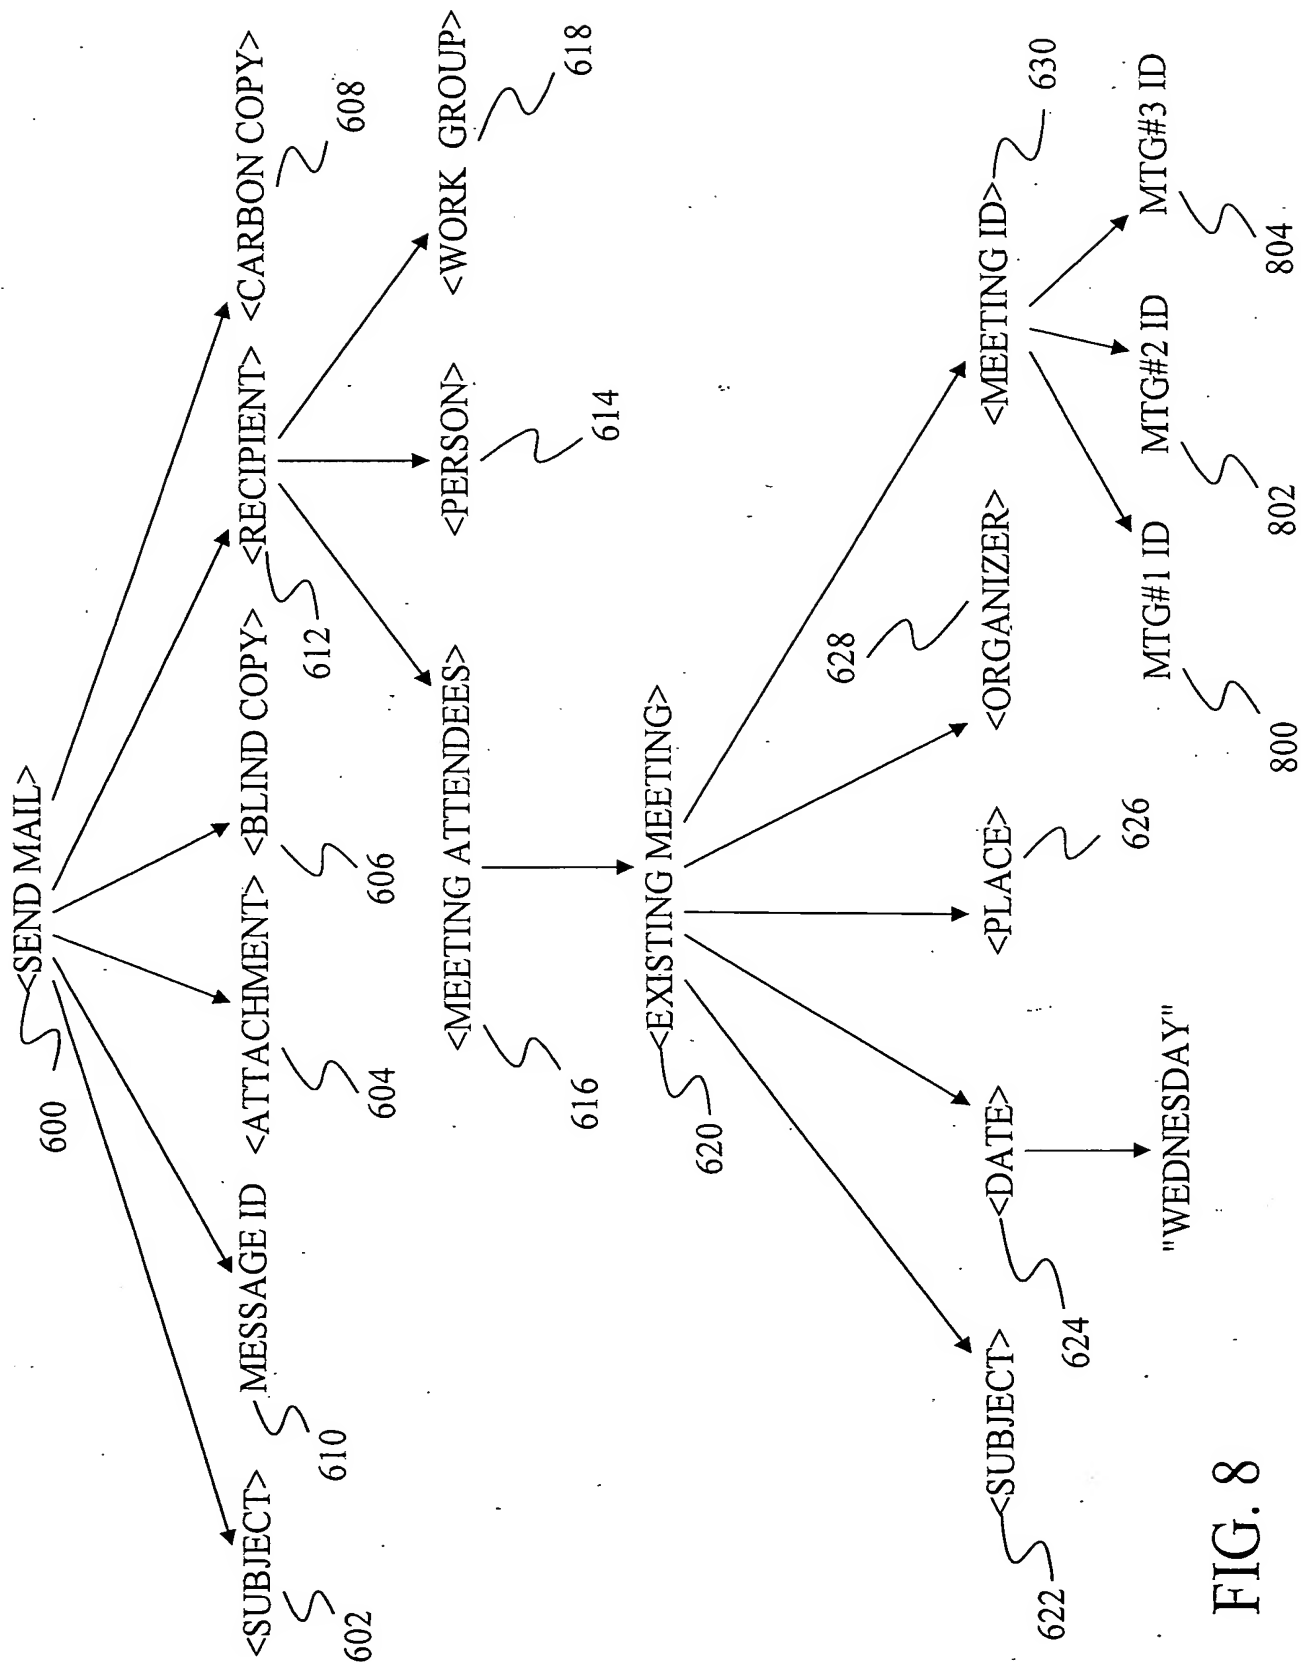 <SEND MAIL>
600
<SUBJECT>
MESSAGE ID
<ATTACHMENT>
<BLIND COPY>
<RECIPIENT>
<CARBON COPY>
602
610
604
606
612
608
<MEETING ATTENDEES>
<PERSON>
<WORK GROUP>
616
614
618
<EXISTING MEETING>
620
<SUBJECT>
<DATE>
<PLACE>
<ORGANIZER>
<MEETING ID>
622
624
626
628
630
"WEDNESDAY"
MTG#1 ID
MTG#2 ID
MTG#3 ID
800
802
804
FIG. 8